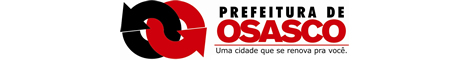 PREFEITURA DE
OSASCO
Uma cidade que se renova pra você.